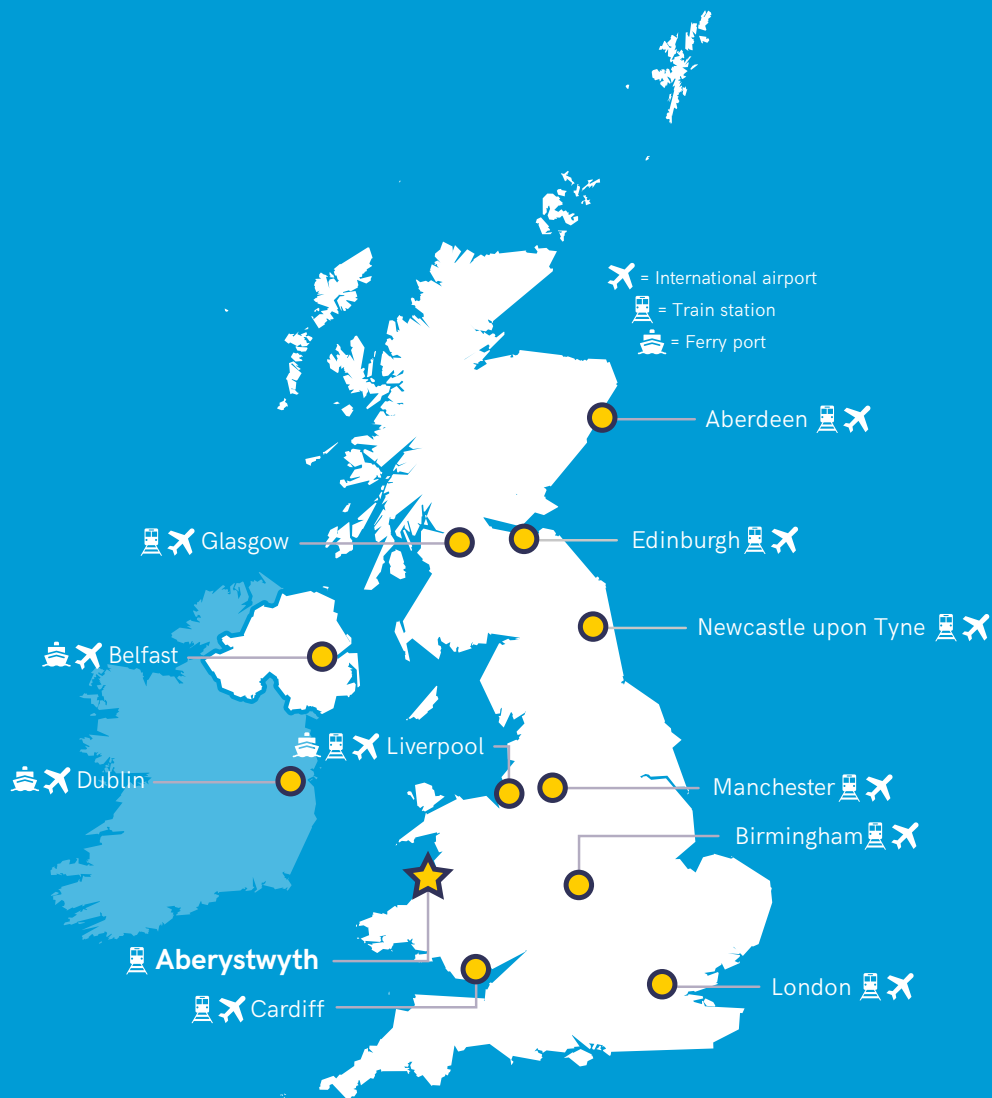 = International airport
= Train station
= Ferry port
Aberdeen
Glasgow
Edinburgh
Newcastle upon Tyne
Belfast
Liverpool
Dublin
Manchester
Birmingham
Aberystwyth
London
Cardiff